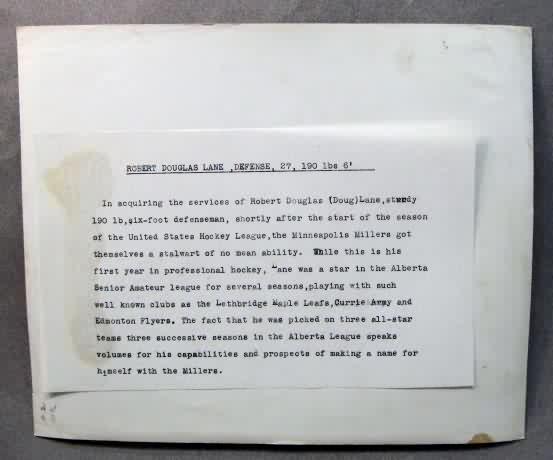 ROBERT DOUGLAS LANE ,DEFENSE, 27, 190 lbs 6'
In acquiring the services of Robert Douglas (Doug)Lane,sturdy
190 lb,six-foot defenseman, shortly after the start of the season
of the United States Hockey League,the Minneapolis Millers got
themselves a stalwart of no mean ability. While this is his
first year in professional hockey, Lane was a star in the Alberta
Senior Amateur league for several seasons,playing with such
well known clubs as the Lethbridge Maple Leafs,Currie Army and
Edmonton Flyers. The fact that he was picked on three all-star
teams three successive seasons in the Alberta League speaks
volumes for his capabilities and prospects of making a name for
himself with the Millers.